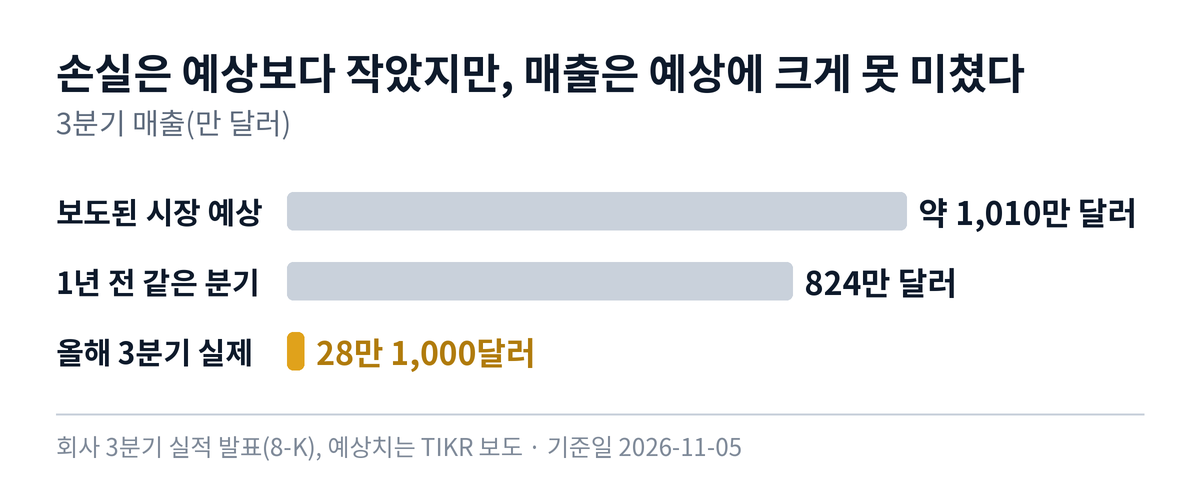 손실은 예상보다 작았지만, 매출은 예상에 크게 못 미쳤다
3분기 매출(만 달러)
보도된 시장 예상 약 1,010만 달러
1년 전 같은 분기 824만 달러
올해 3분기 실제 28만 1,000달러
회사 3분기 실적 발표(8-K), 예상치는 TIKR 보도 · 기준일 2026-11-05